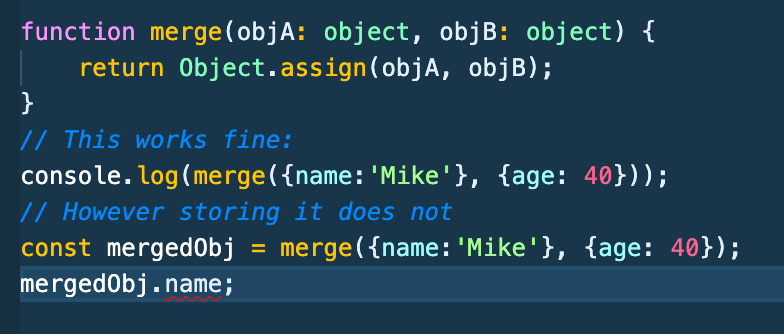 function merge(objA: object, objB: object) {
    return Object.assign(objA, objB);
}
// This works fine:
console.log(merge({name:'Mike'}, {age: 40}));
// However storing it does not
const mergedObj = merge({name:'Mike'}, {age: 40});
mergedObj.name;